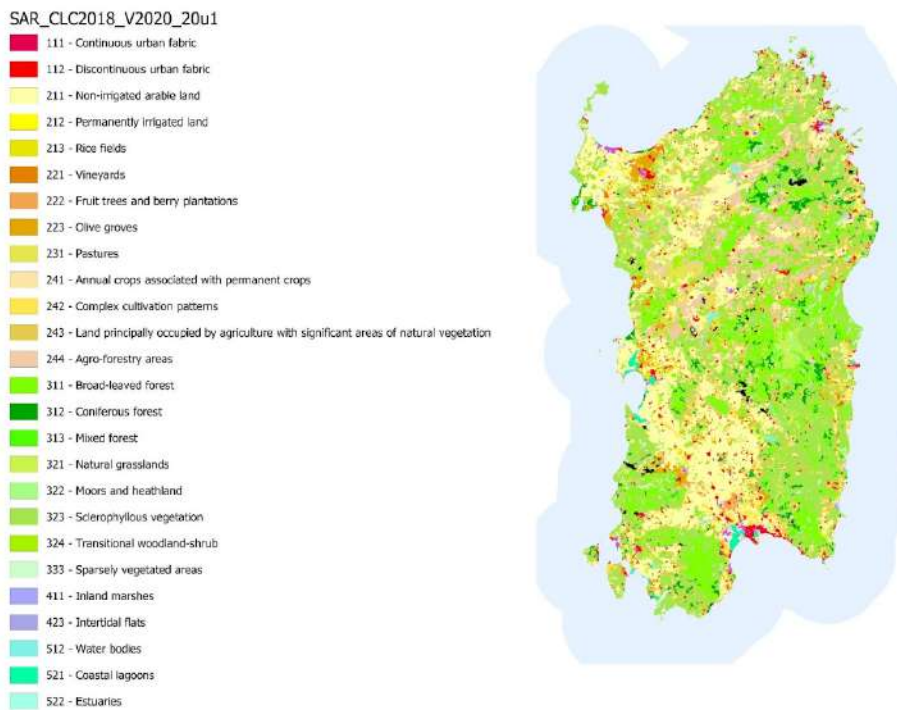 SAR_CLC2018_V2020_20u1
111 - Continuous urban fabric
112 - Discontinuous urban fabric
211 - Non-irrigated arable land
212 - Permanently irrigated land
213 - Rice fields
221 - Vineyards
222 - Fruit trees and berry plantations
223 - Olive groves
231 - Pastures
241 - Annual crops associated with permanent crops
242 - Complex cultivation patterns
243 - Land principally occupied by agriculture with significant areas of natural vegetation
244 - Agro-forestry areas
311 - Broad-leaved forest
312 - Coniferous forest
313 - Mixed forest
321 - Natural grasslands
322 - Moors and heathland
323 - Sclerophyllous vegetation
324 - Transitional woodland-shrub
333 - Sparsely vegetated areas
411 - Inland marshes
423 - Intertidal flats
512 - Water bodies
521 - Coastal lagoons
522 - Estuaries